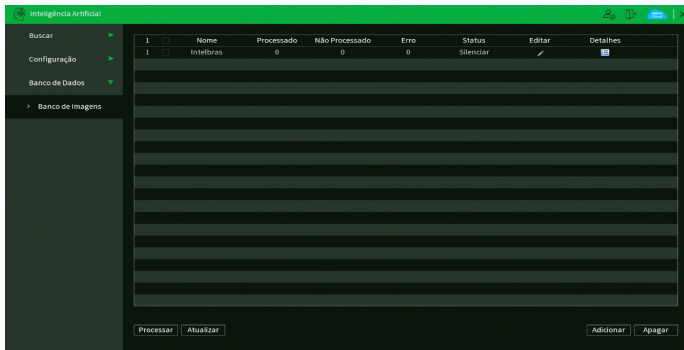 Inteligência Artificial
Buscar
Configuração
Banco de Dados
Banco de Imagens
1 Nome Processado Não Processado Erro Status Editar Detalhes
1 Intelbras 0 0 0 Silenciar
Processar Atualizar Adicionar Apagar